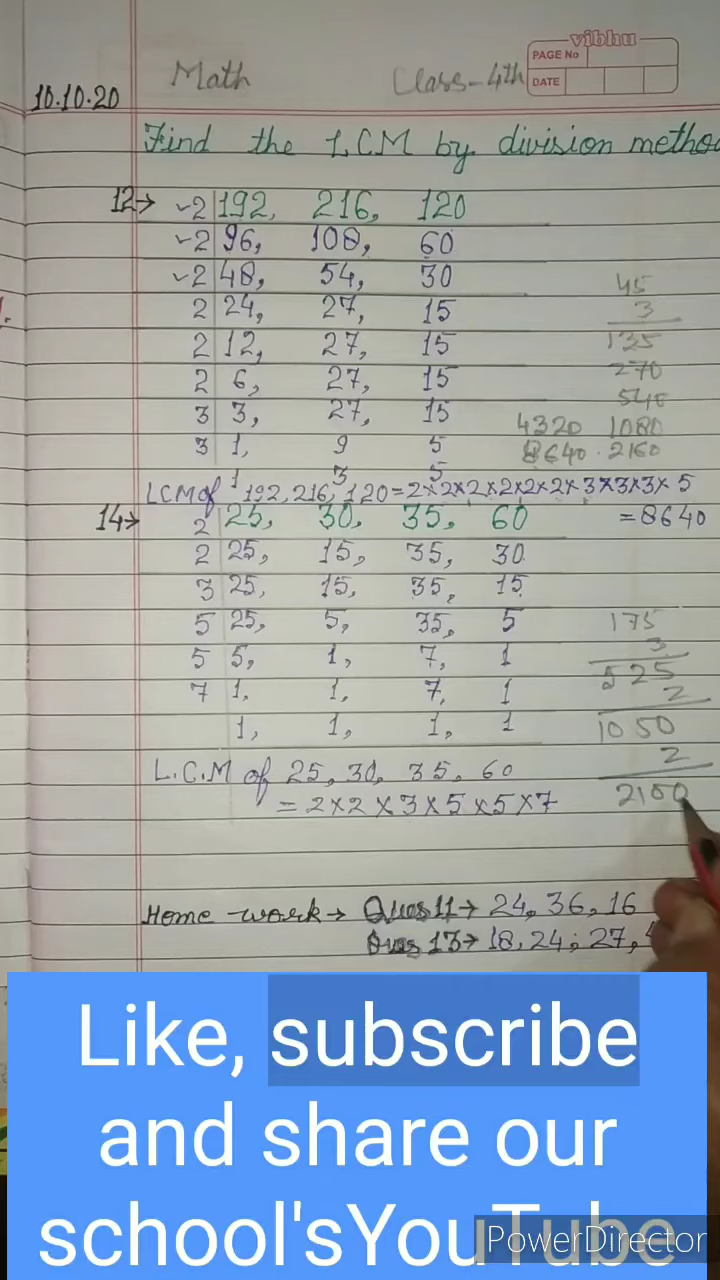 vibhu
PAGE No
DATE
Math Class-4th
10.10.20
Find the L.C.M by division method
12→ 2 192, 216, 120
2 96, 108, 60
2 48, 54, 30
2 24, 27, 15
2 12, 27, 15
2 6, 27, 15
3 3, 27, 15
3 1, 9 5
1 3 5
45
3
135
270
540
4320 1080
8640 2160
LCM of 192, 216, 120 = 2×2×2×2×2×2×3×3×3×5
=8640
14→ 2 25, 30, 35, 60
2 25, 15, 35, 30
3 25, 15, 35, 15
5 25, 5, 35, 5
5 5, 1, 7, 1
7 1, 1, 7, 1
1, 1, 1, 1
175
3
525
2
1050
2
2100
L.C.M of 25, 30, 35, 60
= 2×2×3×5×5×7
Home work → Ques 11→ 24, 36, 16
Ques 13→ 18, 24, 27,
Like, subscribe
and share our
school'sYouTube
PowerDirector